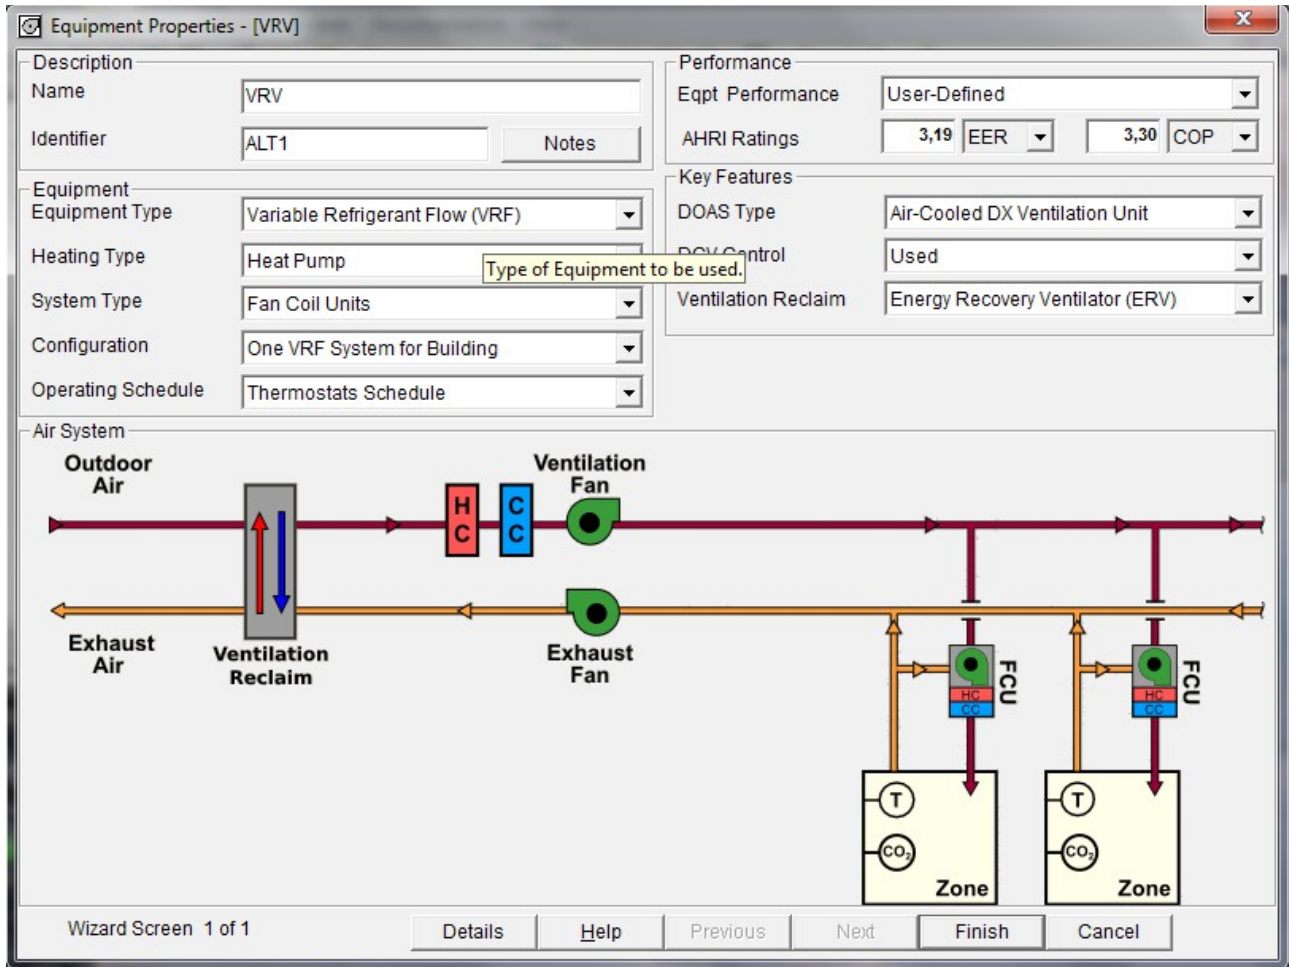 Equipment Properties - [VRV]
x
Description
Name
VRV
Identifier
ALT1
Notes
Performance
Eqpt Performance
User-Defined
AHRI Ratings
3,19 EER
3,30 COP
Equipment
Equipment Type
Variable Refrigerant Flow (VRF)
Heating Type
Heat Pump
Type of Equipment to be used.
System Type
Fan Coil Units
Configuration
One VRF System for Building
Operating Schedule
Thermostats Schedule
Key Features
DOAS Type
Air-Cooled DX Ventilation Unit
DCV Control
Used
Ventilation Reclaim
Energy Recovery Ventilator (ERV)
Air System
Outdoor
Air
Ventilation
Fan
HC
CC
Exhaust
Air
Ventilation
Reclaim
Exhaust
Fan
HC
CC
FCU
HC
CC
FCU
T
CO2
Zone
T
CO2
Zone
Wizard Screen 1 of 1
Details
Help
Previous
Next
Finish
Cancel